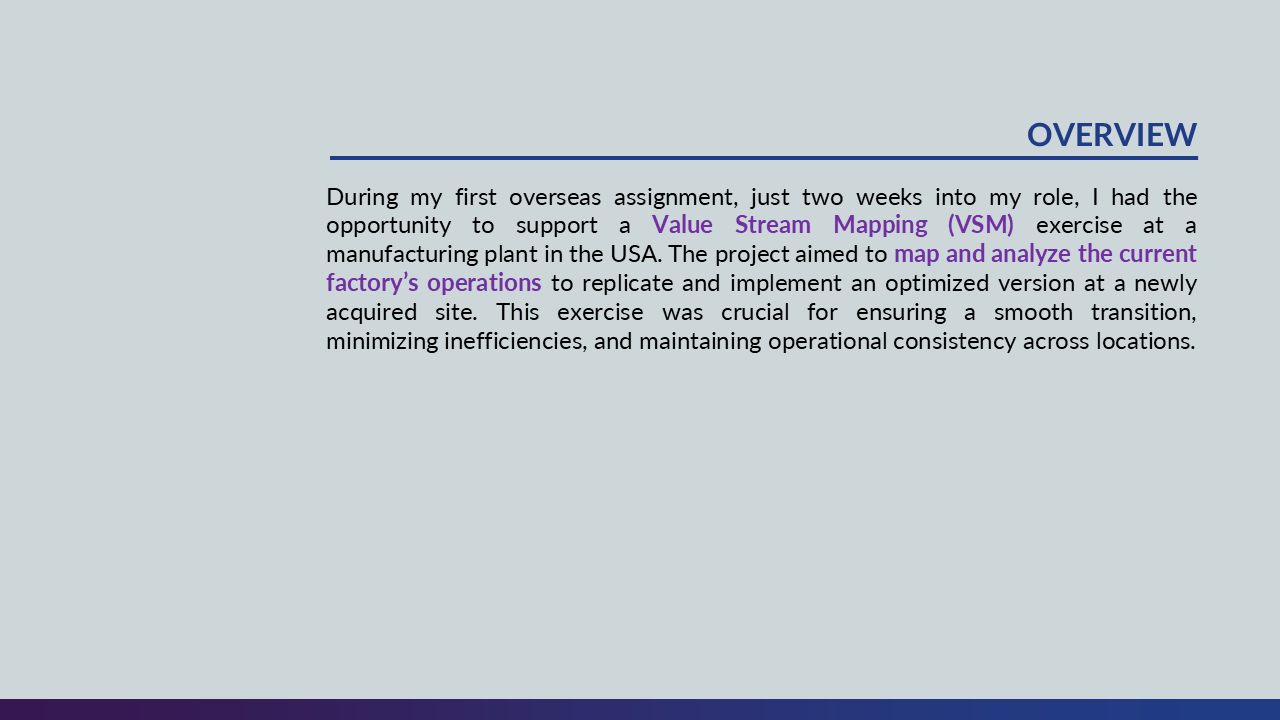 OVERVIEW
During my first overseas assignment, just two weeks into my role, I had the
opportunity to support a Value Stream Mapping (VSM) exercise at a
manufacturing plant in the USA. The project aimed to map and analyze the current
factory’s operations to replicate and implement an optimized version at a newly
acquired site. This exercise was crucial for ensuring a smooth transition,
minimizing inefficiencies, and maintaining operational consistency across locations.